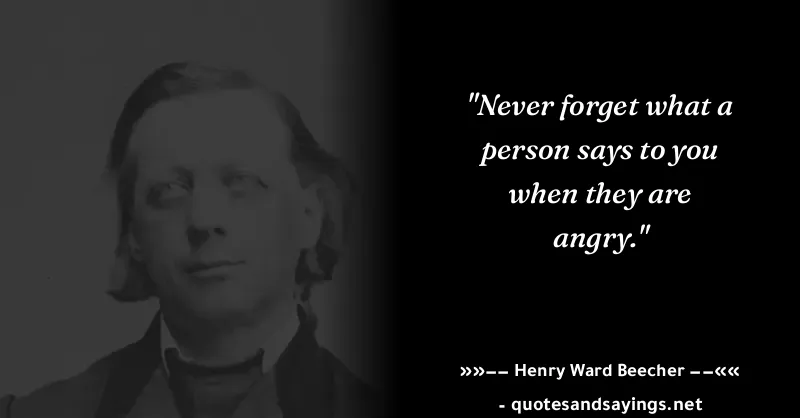 "Never forget what a
person says to you
when they are
angry."
»»–– Henry Ward Beecher ––««
- quotesandsayings.net